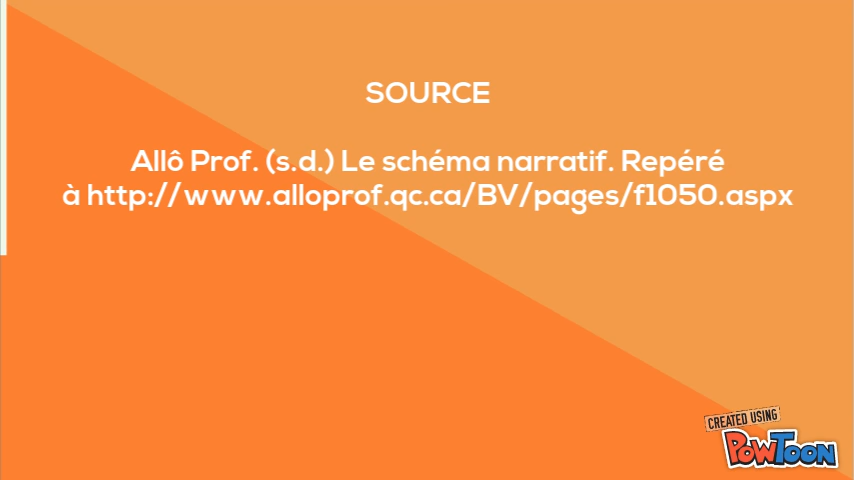 SOURCE
Allô Prof. (s.d.) Le schéma narratif. Repéré
à http://www.alloprof.qc.ca/BV/pages/f1050.aspx
CREATED USING
POWTOON